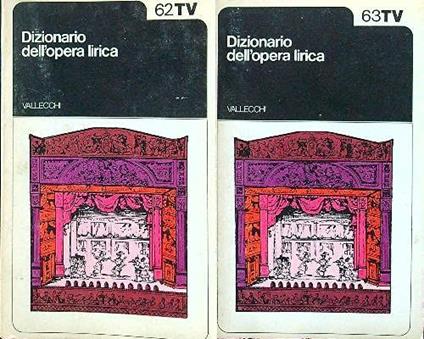 62TV
Dizionario
dell'opera lirica
VALLECCHI
63TV
Dizionario
dell'opera lirica
VALLECCHI